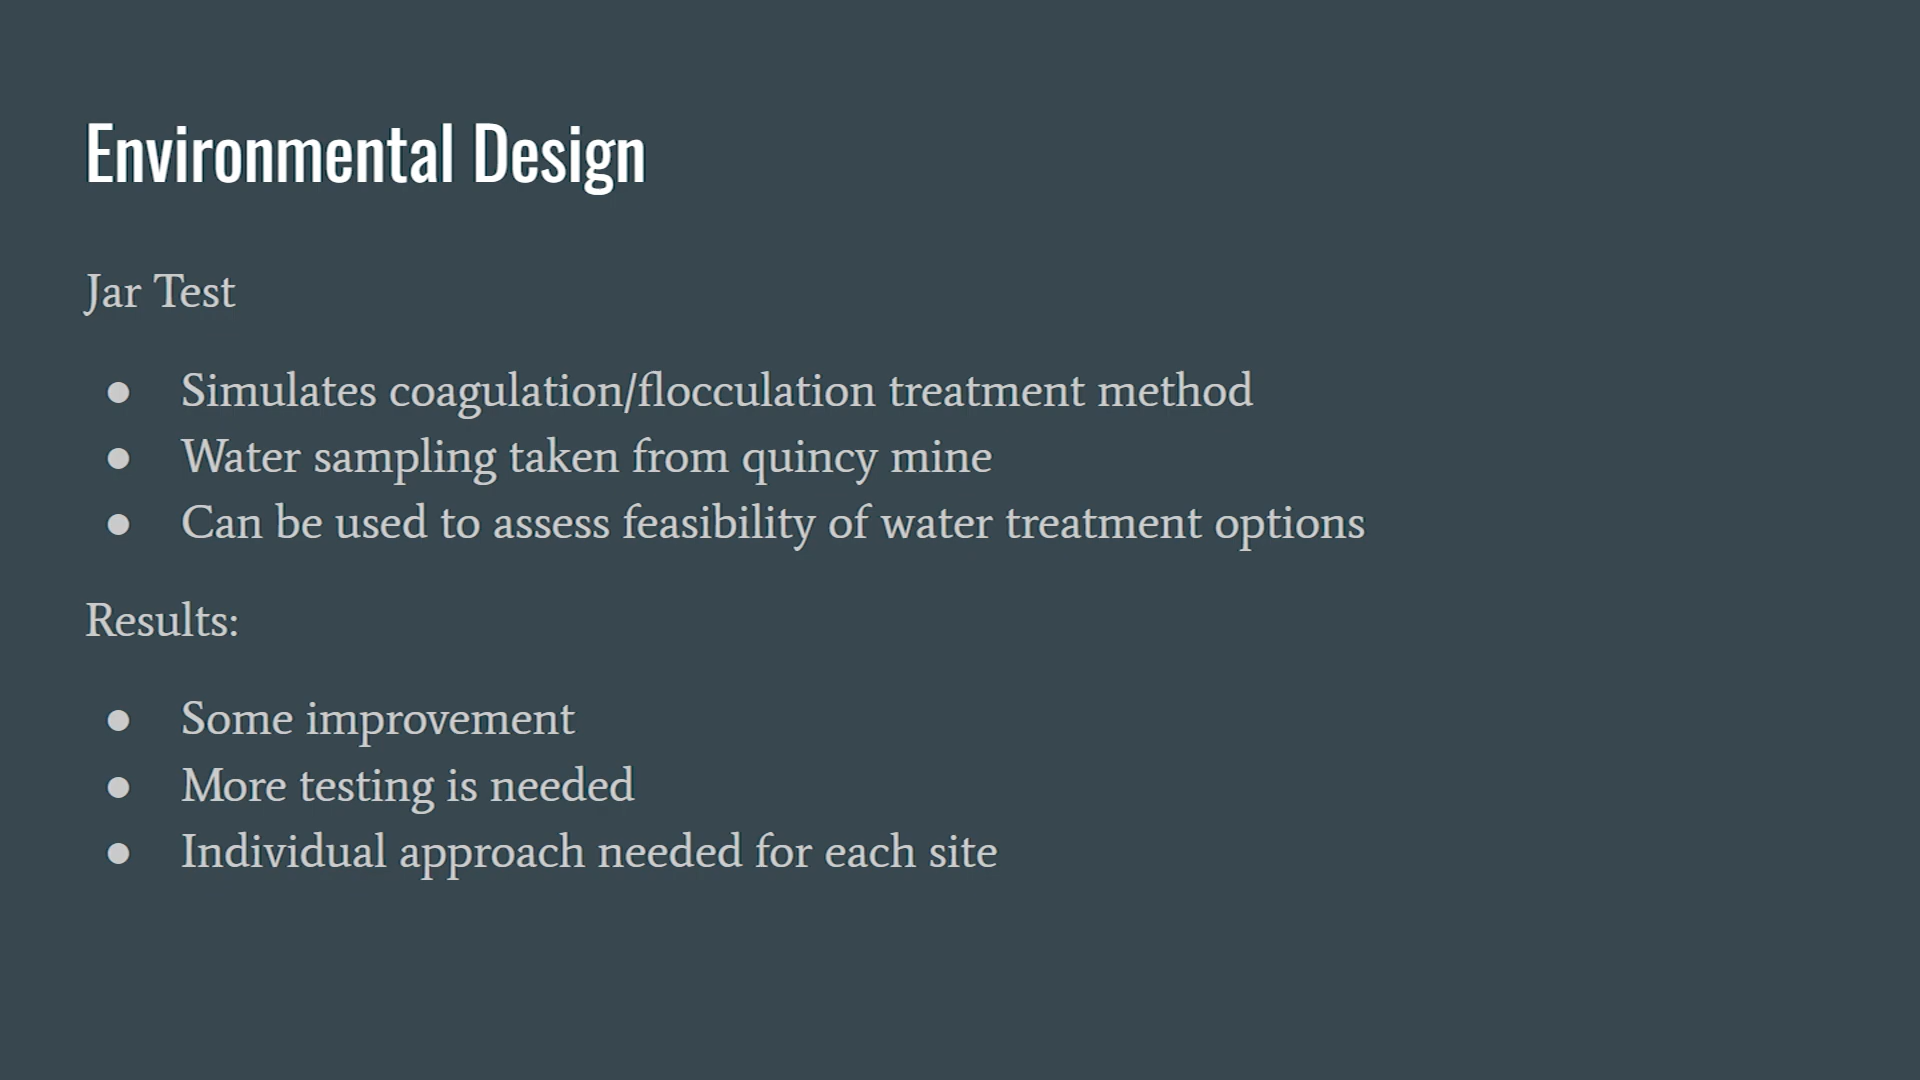 Environmental Design
Jar Test
● Simulates coagulation/flocculation treatment method
● Water sampling taken from quincy mine
● Can be used to assess feasibility of water treatment options
Results:
● Some improvement
● More testing is needed
● Individual approach needed for each site